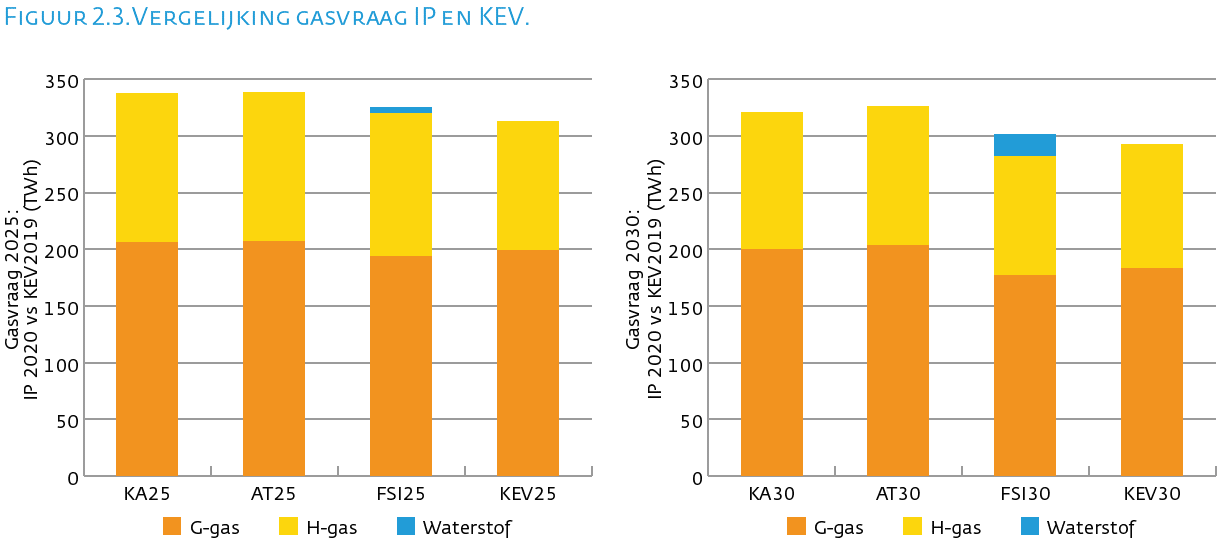 Figuur 2.3. Vergelijking gasvraag IP en KEV.
Gasvraag 2025:
IP 2020 vs KEV2019 (TWh)
350
300
250
200
150
100
50
0
KA25 AT25 FSI25 KEV25
G-gas H-gas Waterstof
Gasvraag 2030:
IP 2020 vs KEV2019 (TWh)
350
300
250
200
150
100
50
0
KA30 AT30 FSI30 KEV30
G-gas H-gas Waterstof